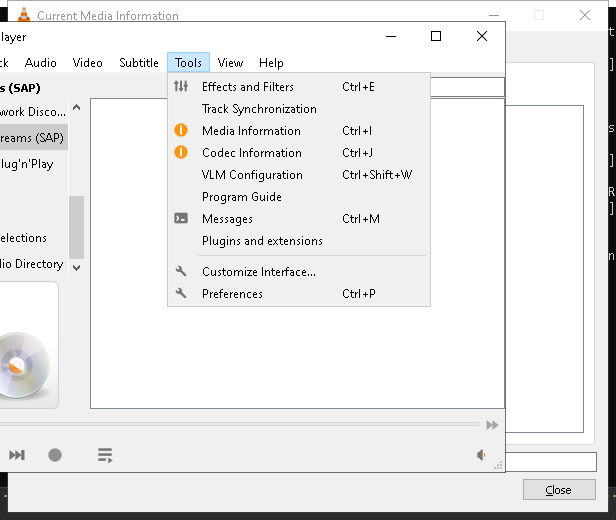 Current Media Information
layer
ck Audio Video Subtitle Tools View Help
s (SAP)
work Disco...
reams (SAP)
lug'n'Play
elections
io Directory
Effects and Filters Ctrl+E
Track Synchronization
Media Information Ctrl+I
Codec Information Ctrl+J
VLM Configuration Ctrl+Shift+W
Program Guide
Messages Ctrl+M
Plugins and extensions
Customize Interface...
Preferences Ctrl+P
t
]
s
]
R
]
n
Close